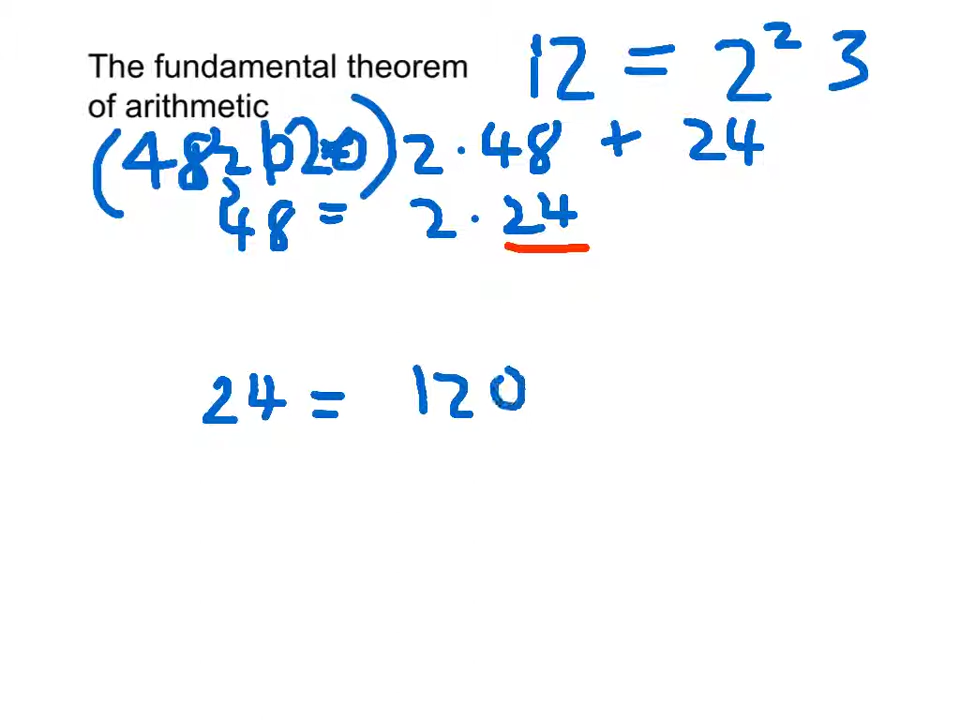 The fundamental theorem
of arithmetic
12 = 2² 3
2 · 48 + 24
48 = 2 · 24
24 = 120